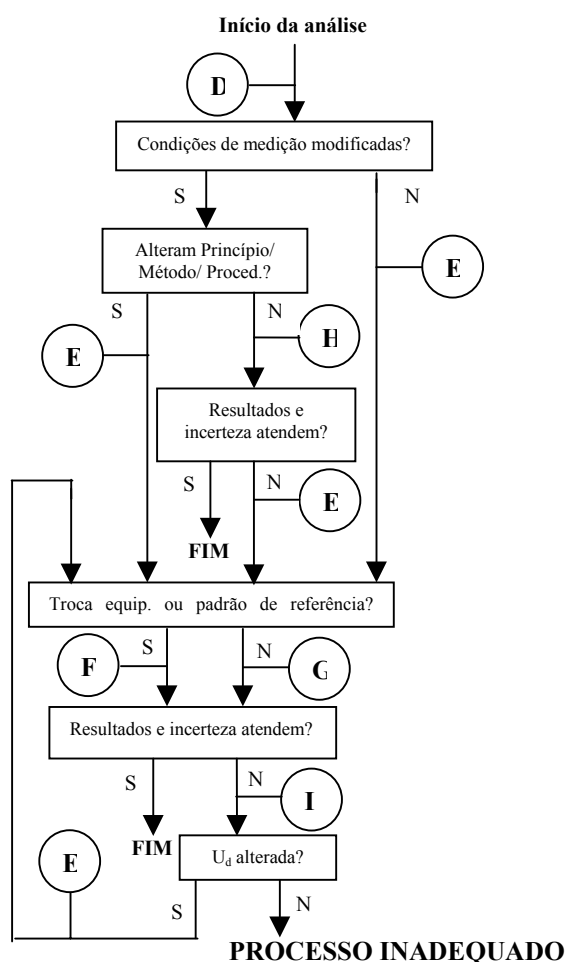 Início da análise
D
Condições de medição modificadas?
S
N
Alteram Princípio/
Método/ Proced.?
E
S
N
H
E
Resultados e
incerteza atendem?
S
N
E
FIM
Troca equip. ou padrão de referência?
F
S
N
G
Resultados e incerteza atendem?
S
N
I
FIM
E
Ud alterada?
S
N
PROCESSO INADEQUADO